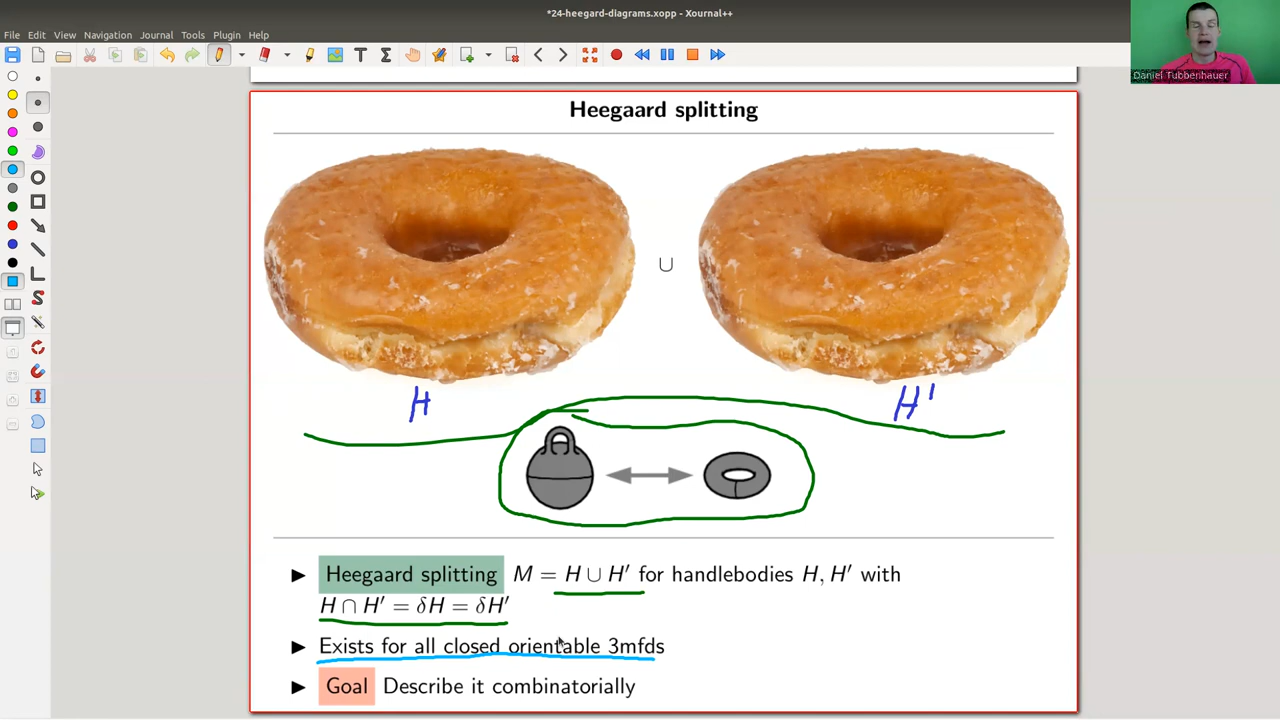 *24-heegard-diagrams.xopp - Xournal++
File Edit View Navigation Journal Tools Plugin Help
Daniel Tubbenhauer
Heegaard splitting
∪
H
H'
Heegaard splitting M = H ∪ H′ for handlebodies H, H′ with
H ∩ H′ = δH = δH′
Exists for all closed orientable 3mfds
Goal Describe it combinatorially